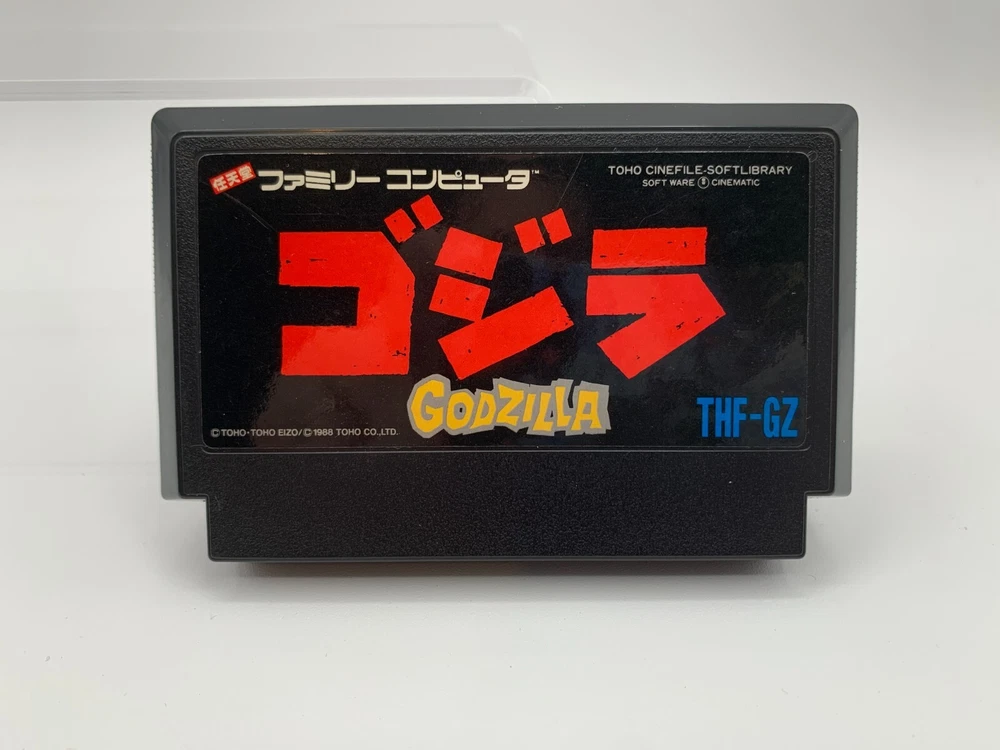 任天堂 ファミリーコンピュータ™
TOHO CINEFILE-SOFTLIBRARY
SOFT WARE Ⓢ CINEMATIC
ゴジラ
GODZILLA
©TOHO・TOHO EIZO/©1988 TOHO CO.,LTD.
THF-GZ